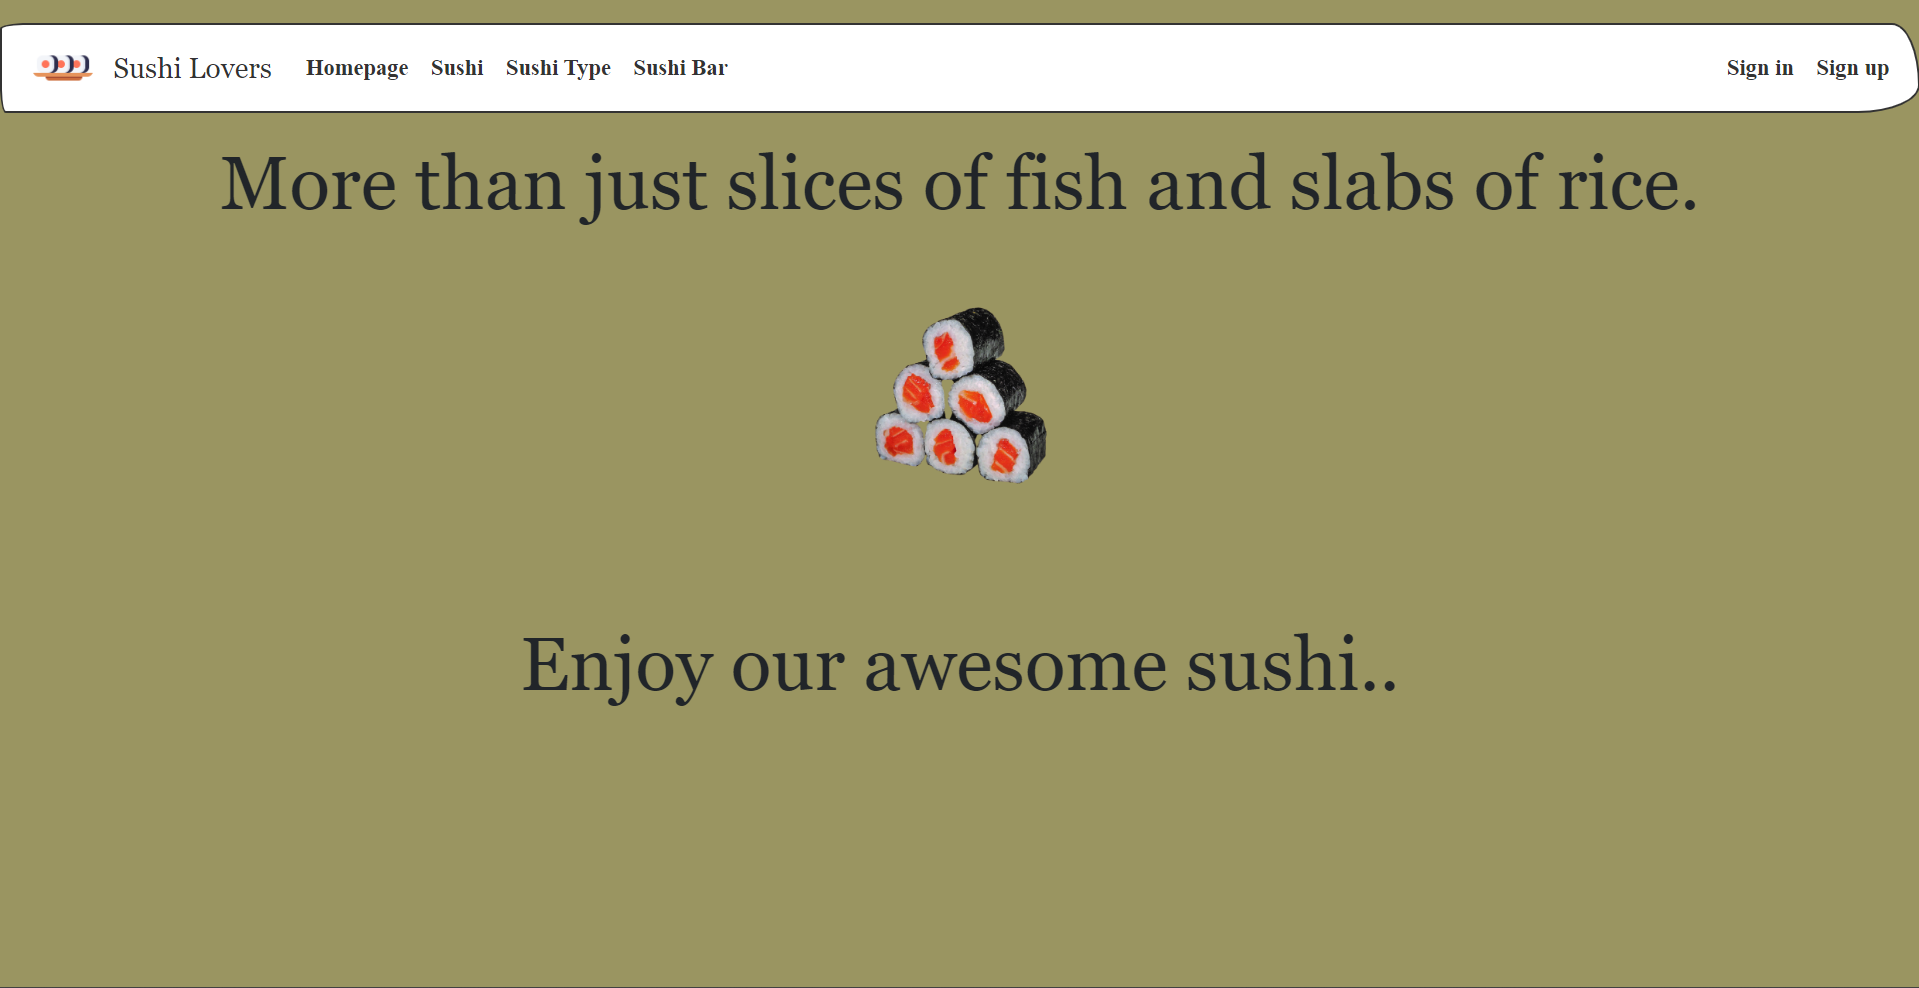 Sushi Lovers Homepage Sushi Sushi Type Sushi Bar Sign in Sign up
More than just slices of fish and slabs of rice.
Enjoy our awesome sushi..